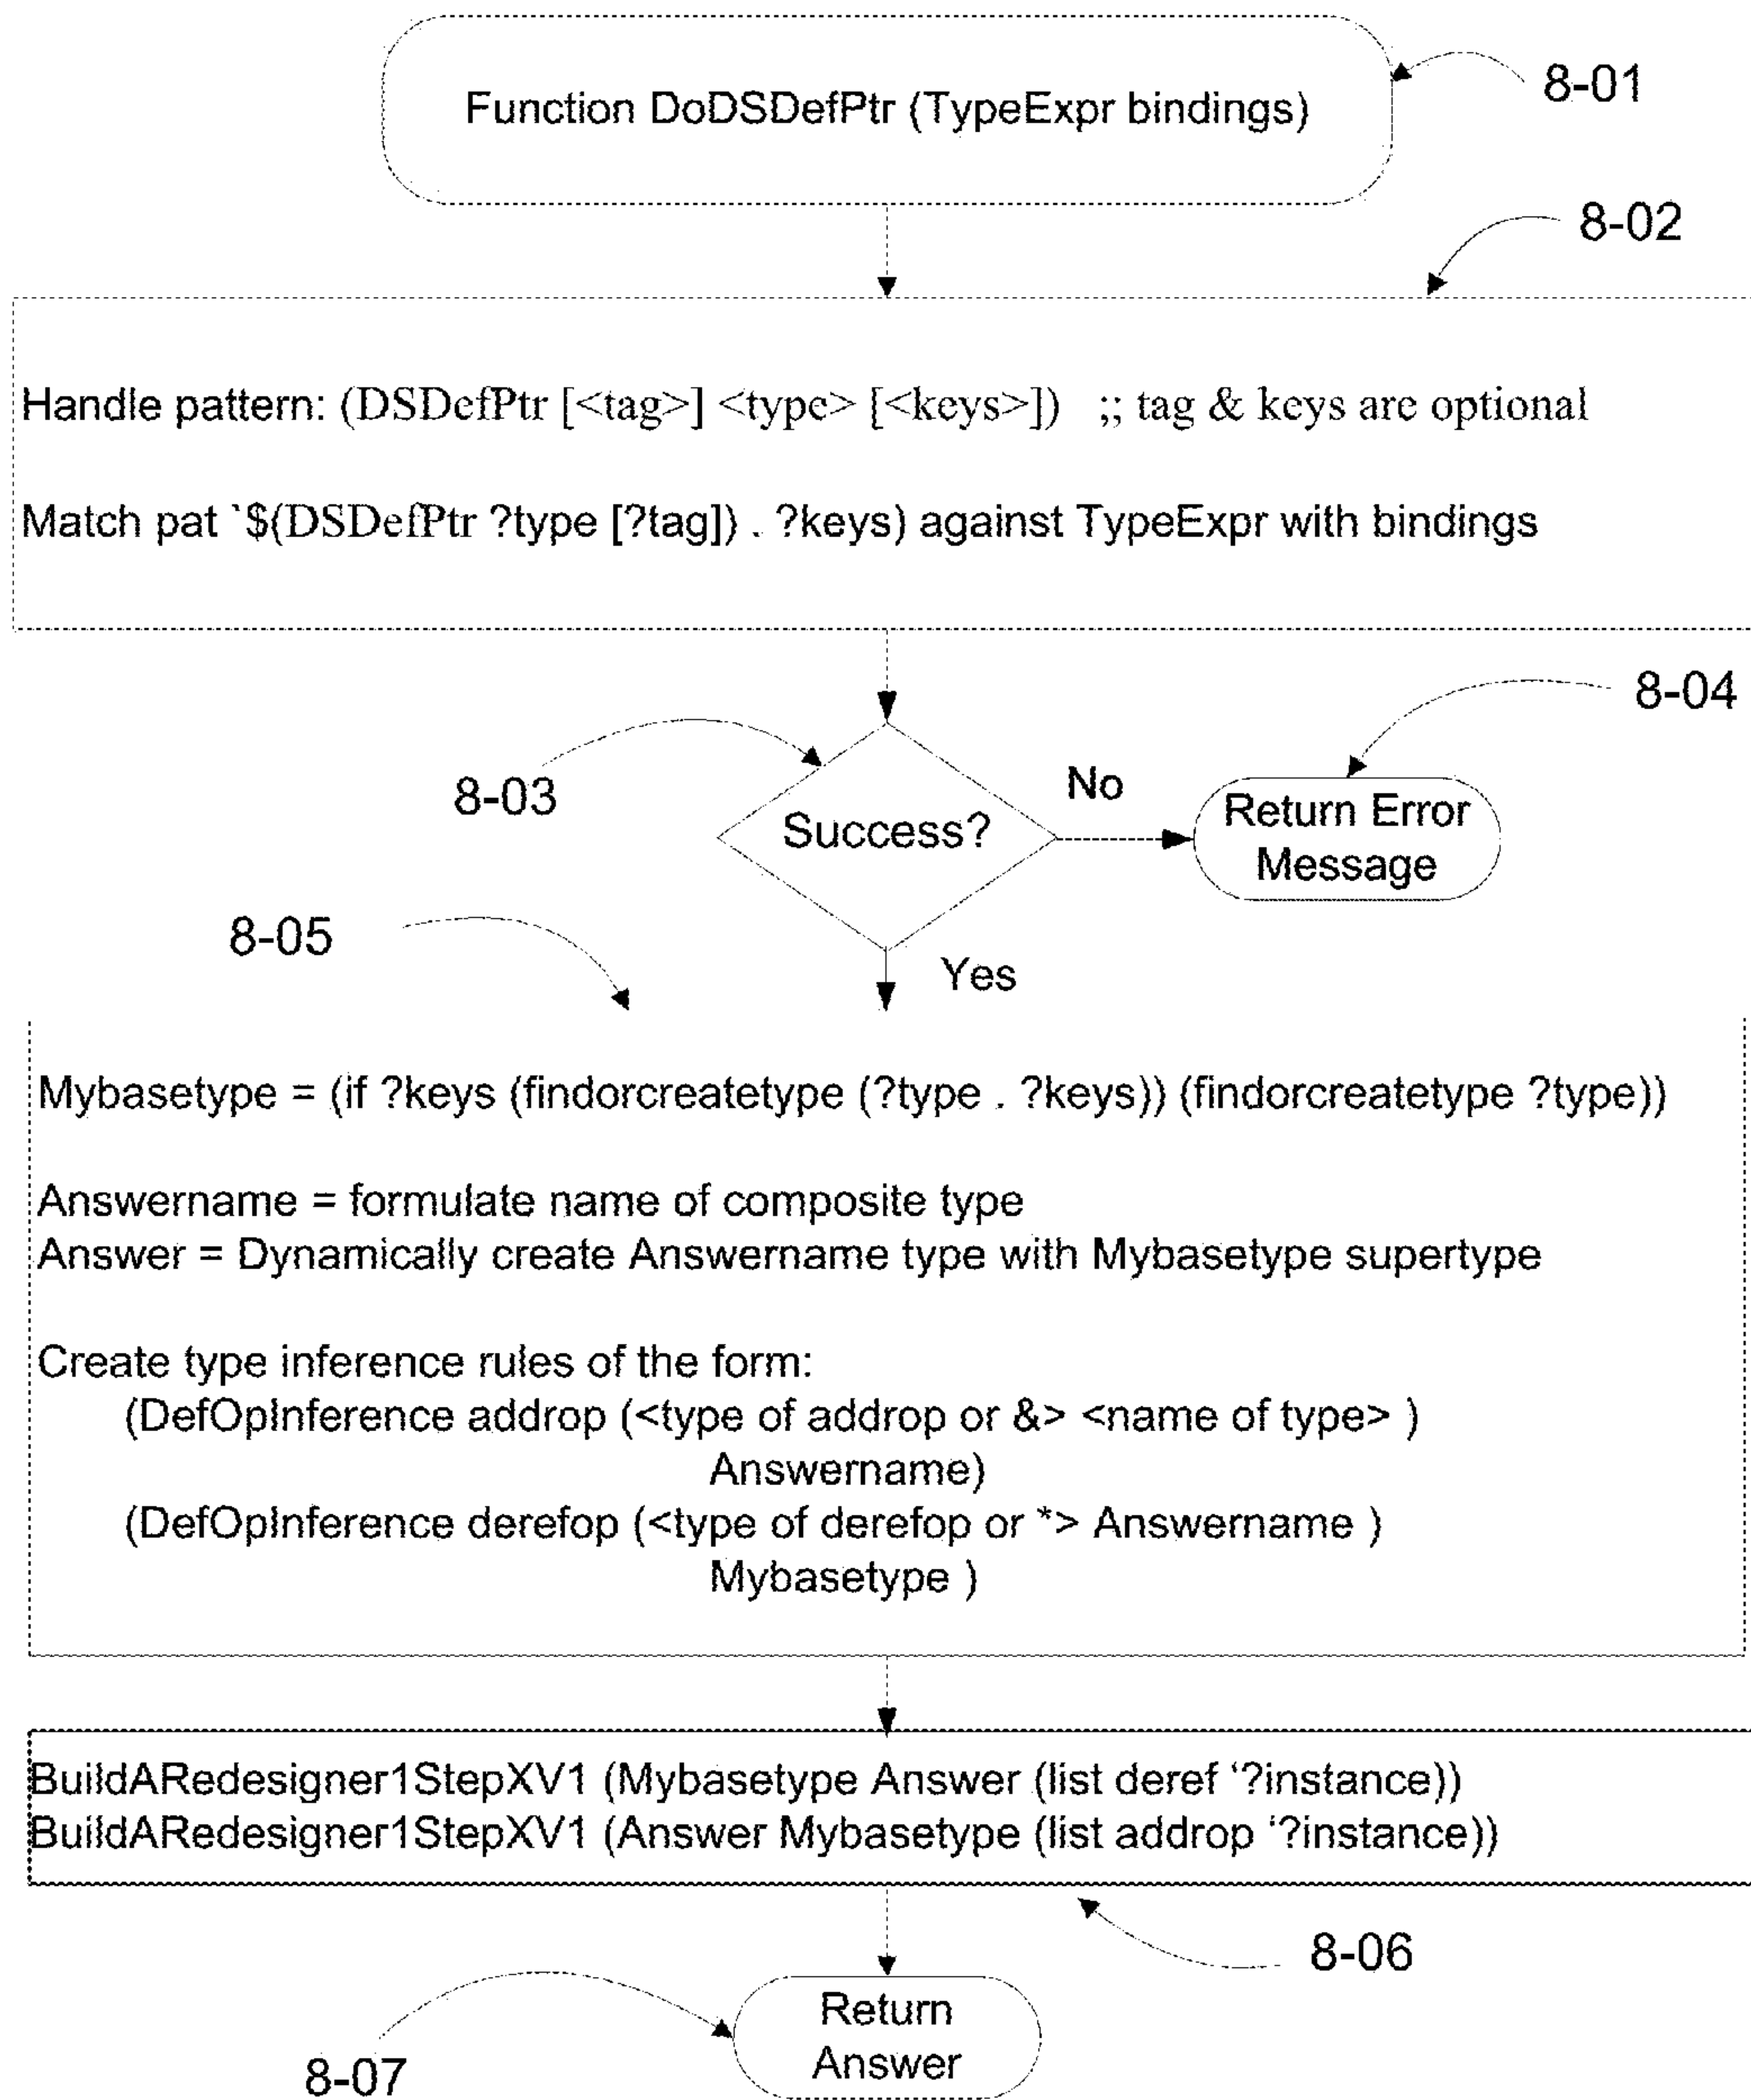 Function DoDSDefPtr (TypeExpr bindings)
8-01
8-02
Handle pattern: (DSDefPtr [<tag>] <type> [<keys>])   ;; tag & keys are optional
Match pat `$(DSDefPtr ?type [?tag]) . ?keys) against TypeExpr with bindings
8-03
Success?
No
8-04
Return Error
Message
8-05
Yes
Mybasetype = (if ?keys (findorcreatetype (?type . ?keys)) (findorcreatetype ?type))
Answername = formulate name of composite type
Answer = Dynamically create Answername type with Mybasetype supertype
Create type inference rules of the form:
(DefOpInference addrop (<type of addrop or &> <name of type> )
Answername)
(DefOpInference derefop (<type of derefop or *> Answername )
Mybasetype )
BuildARedesigner1StepXV1 (Mybasetype Answer (list deref ‘?instance))
BuildARedesigner1StepXV1 (Answer Mybasetype (list addrop ‘?instance))
8-06
Return
Answer
8-07